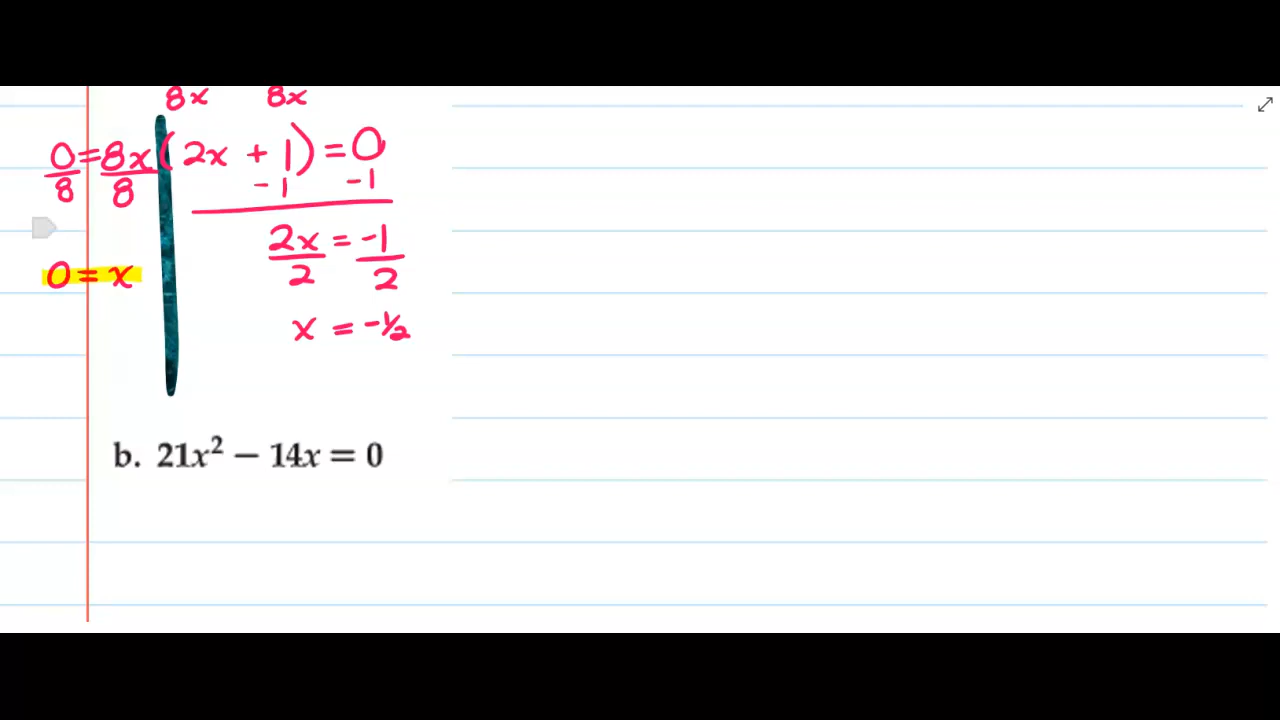 8x 8x
0=8x(2x + 1)=0
8 8 -1 -1
2x = -1
2 2
0=x
x = -1/2
b. 21x² − 14x = 0